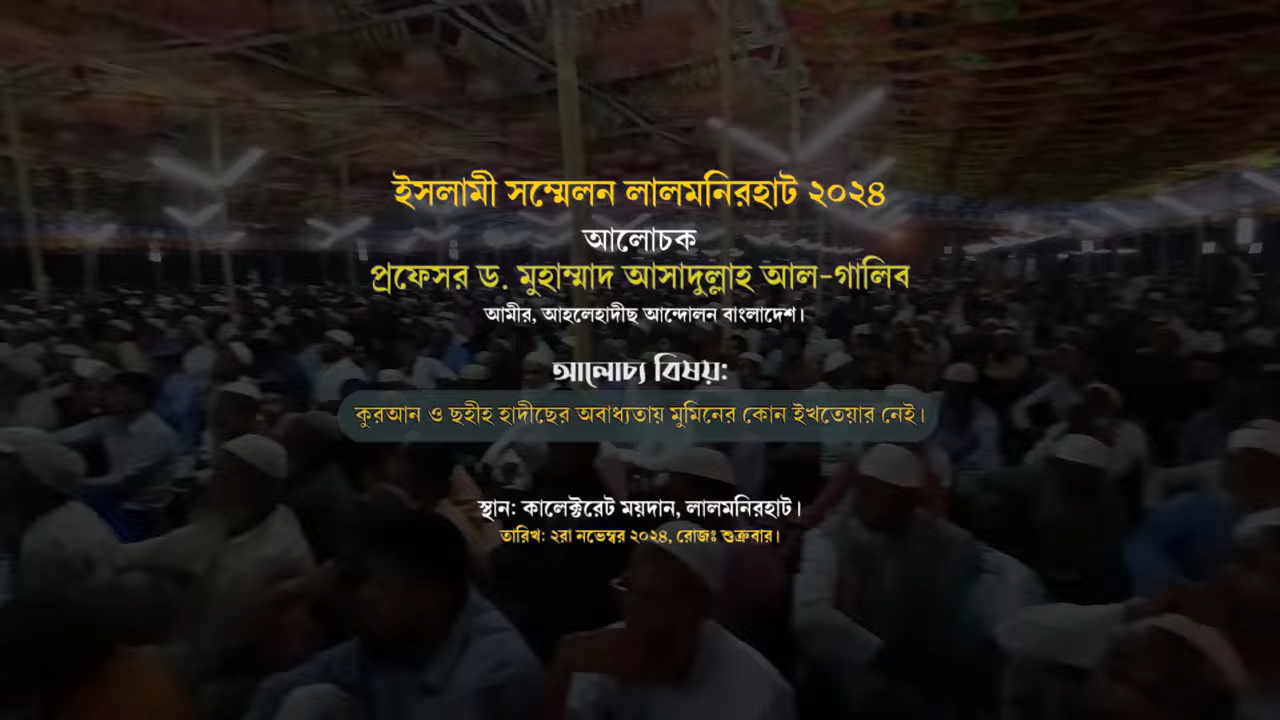 ইসলামী সম্মেলন লালমনিরহাট ২০২৪
আলোচক
প্রফেসর ড. মুহাম্মাদ আসাদুল্লাহ আল-গালিব
আমীর, আহলেহাদীছ আন্দোলন বাংলাদেশ।
আলোচ্য বিষয়:
কুরআন ও ছহীহ হাদীছের অবাধ্যতায় মুমিনের কোন ইখতেয়ার নেই।
স্থান: কালেক্টরেট ময়দান, লালমনিরহাট।
তারিখ: ২রা নভেম্বর ২০২৪, রোজঃ শুক্রবার।